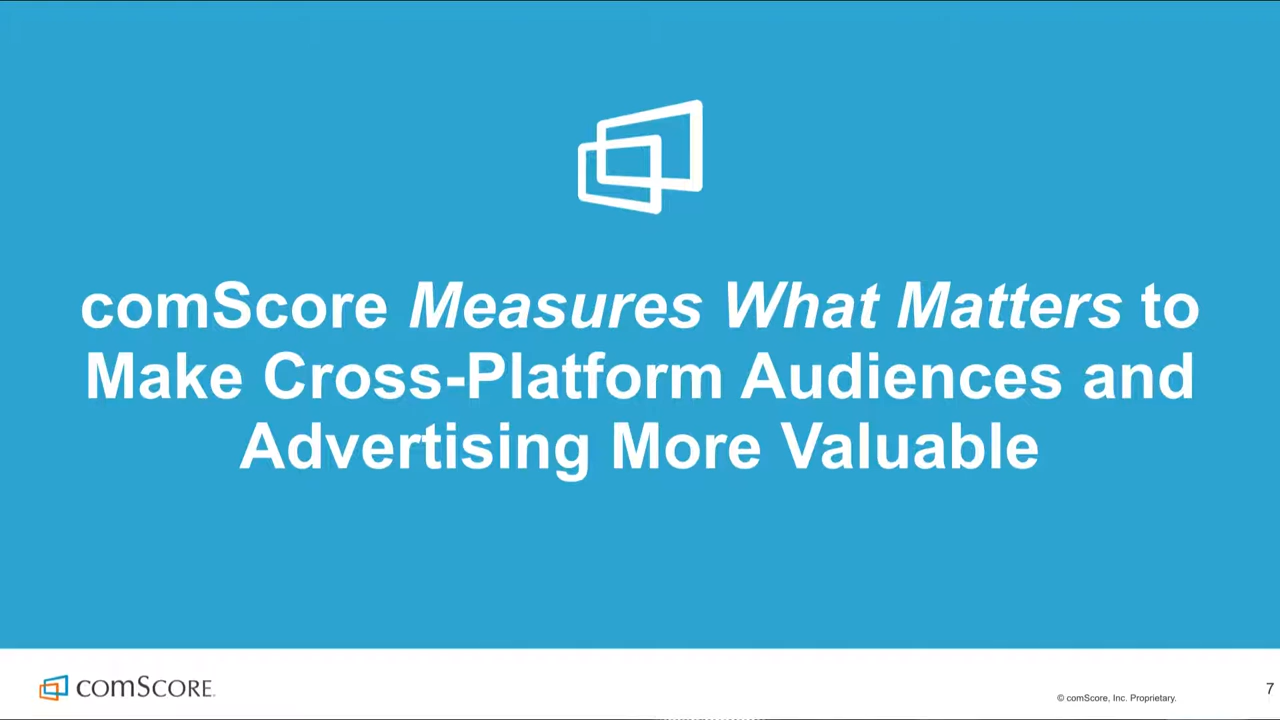 comScore Measures What Matters to
Make Cross-Platform Audiences and
Advertising More Valuable
comScore.
© comScore, Inc. Proprietary.
7